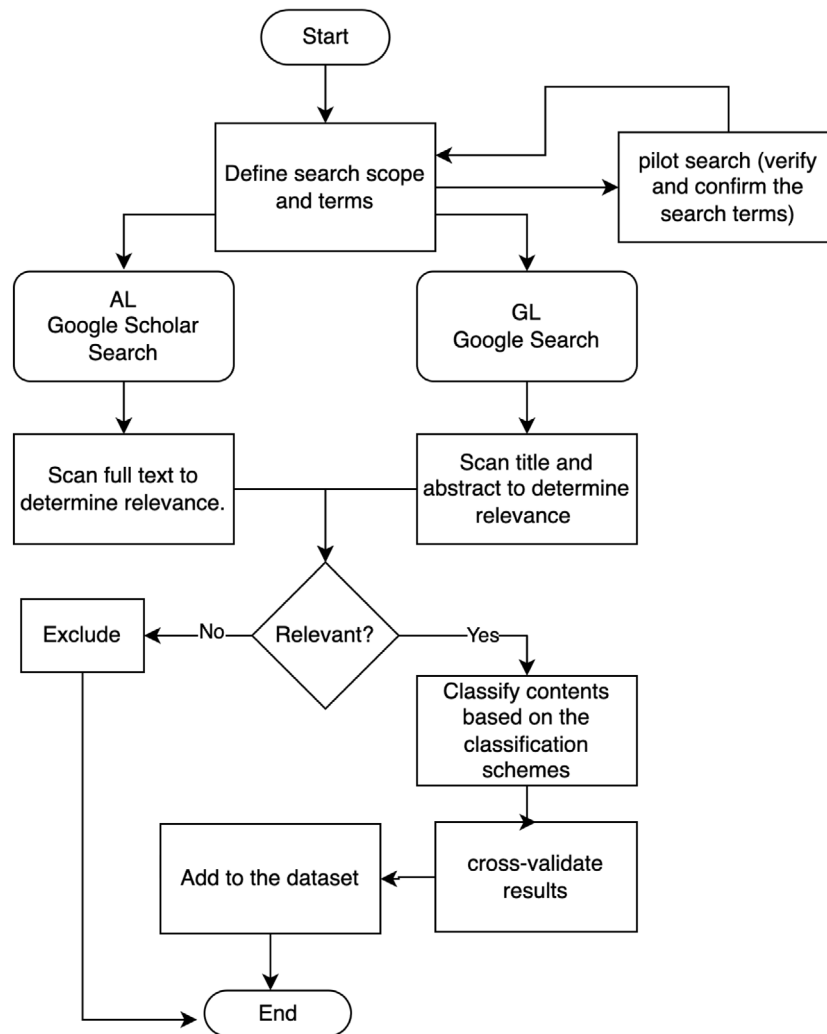 Start
Define search scope
and terms
pilot search (verify
and confirm the
search terms)
AL
Google Scholar
Search
GL
Google Search
Scan full text to
determine relevance.
Scan title and
abstract to determine
relevance
Relevant?
No
Exclude
Yes
Classify contents
based on the
classification
schemes
cross-validate
results
Add to the dataset
End